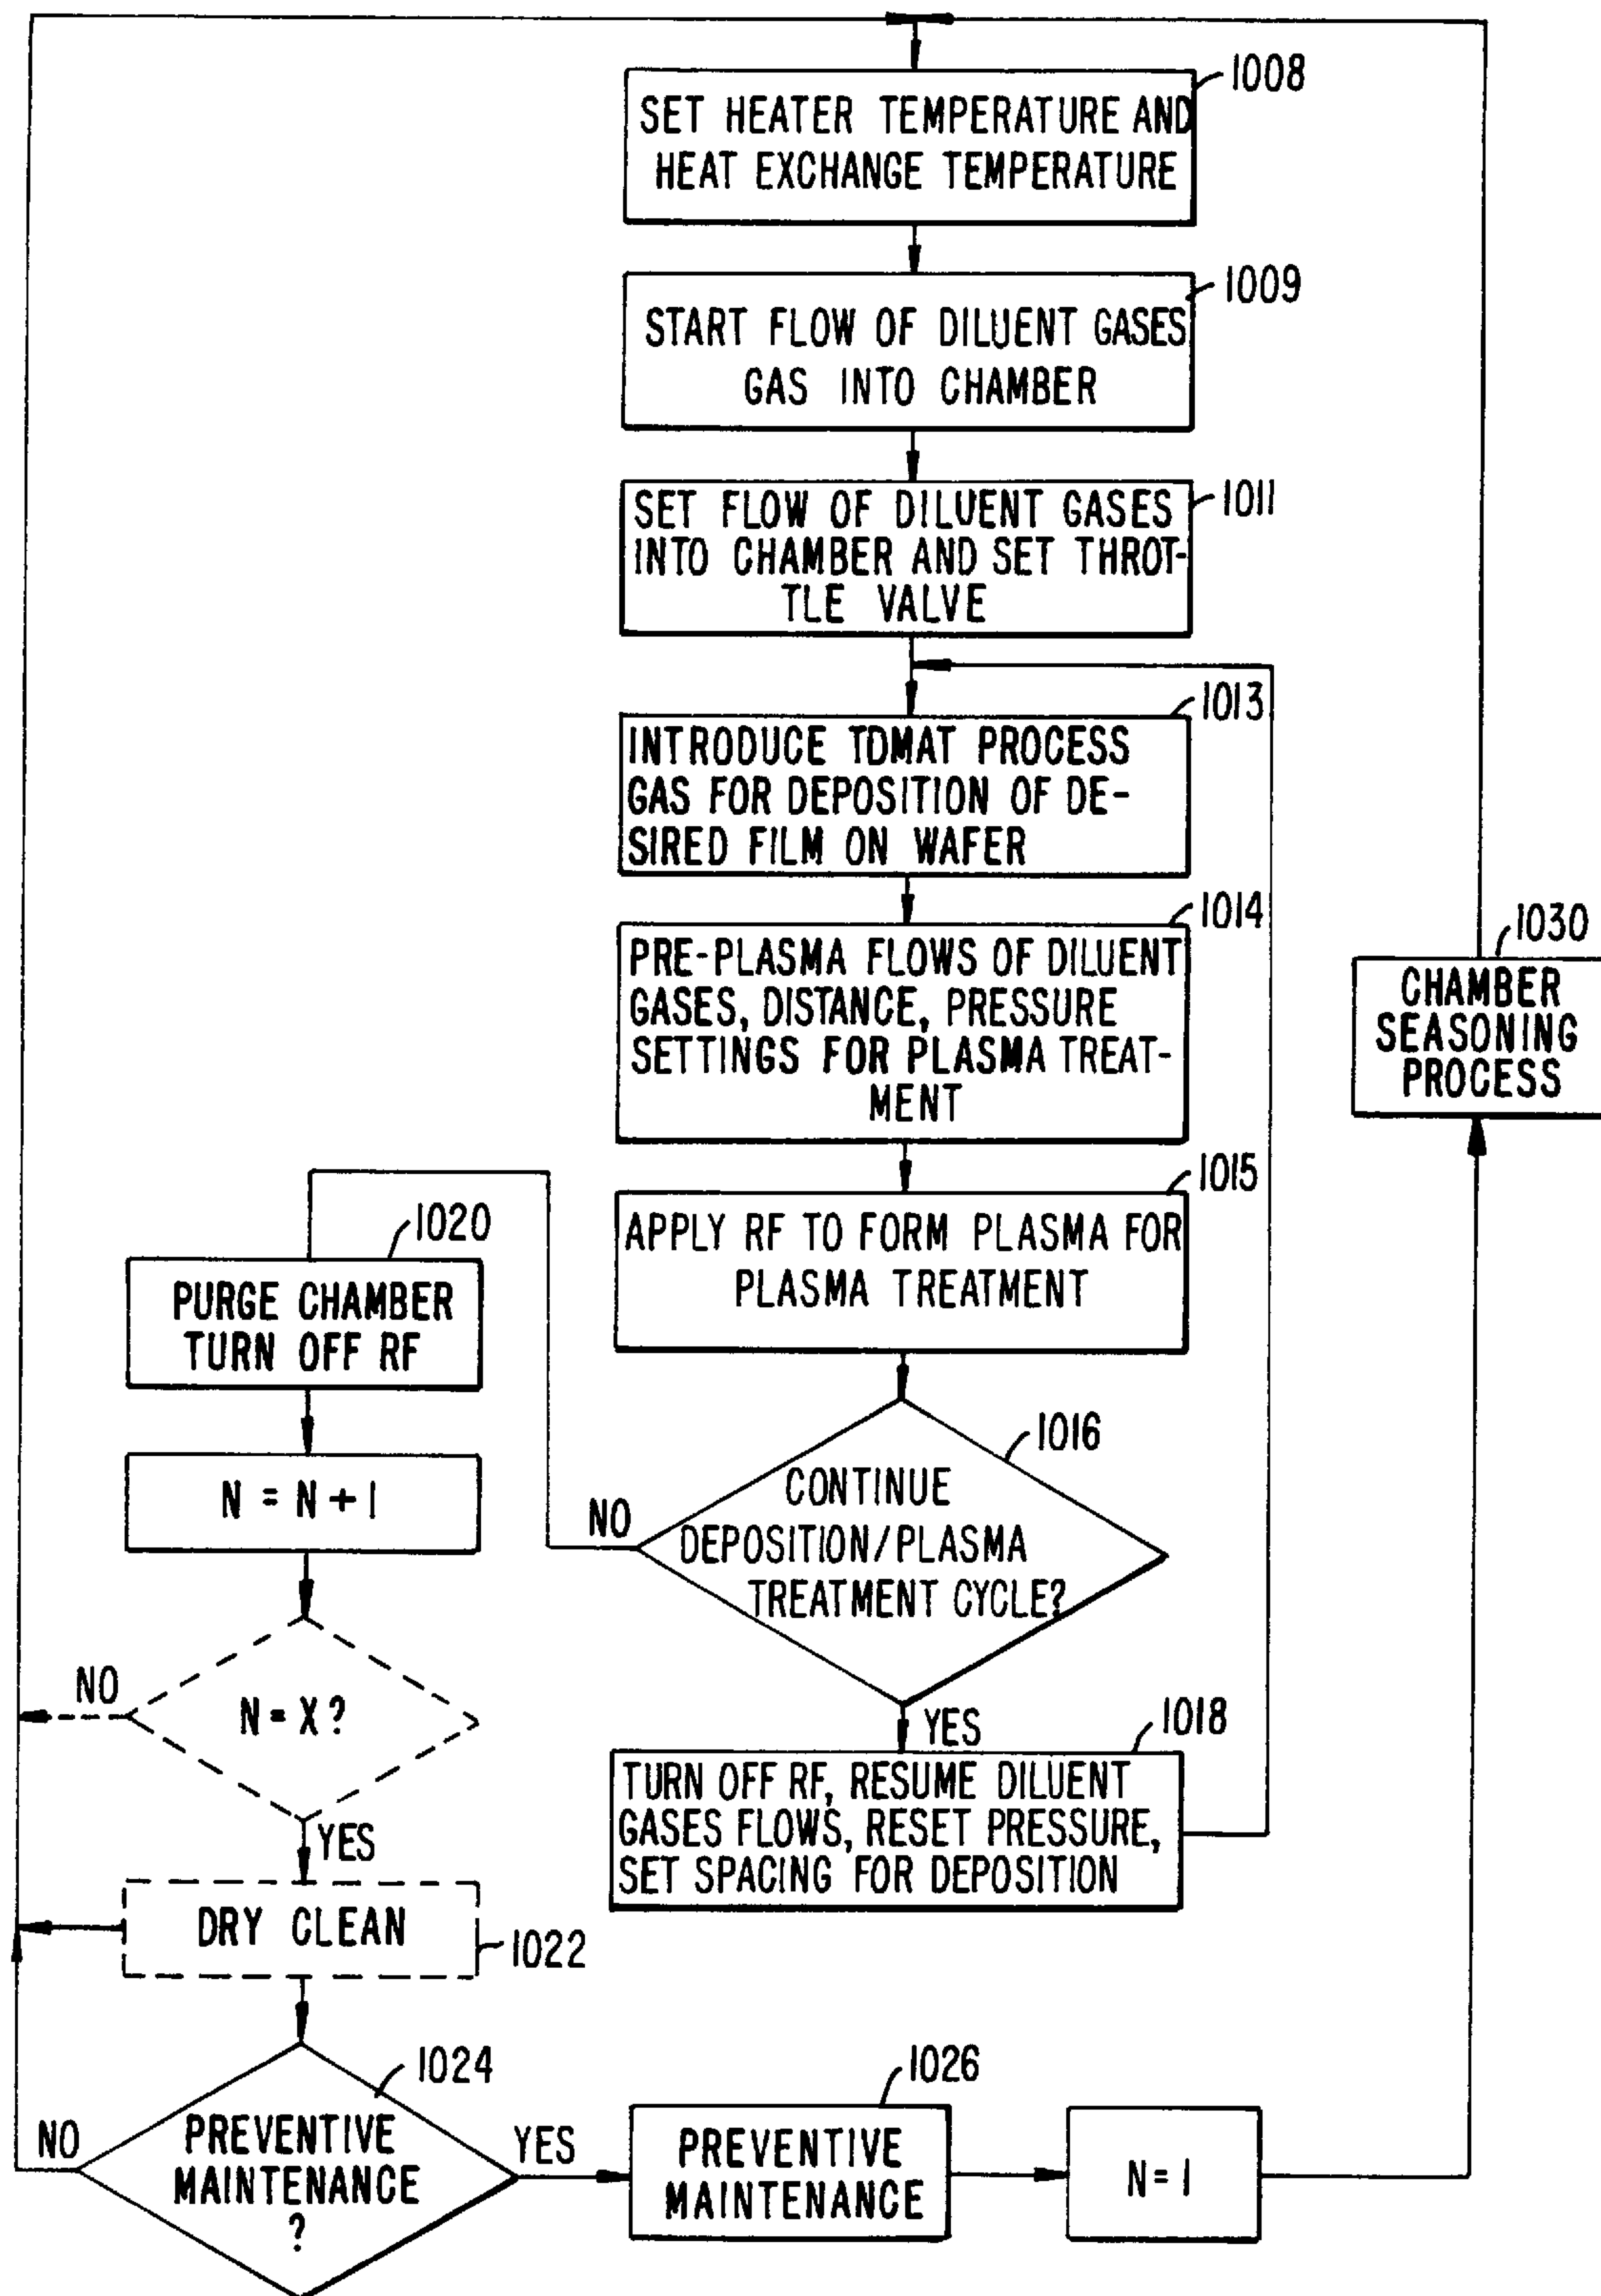 1008
SET HEATER TEMPERATURE AND
HEAT EXCHANGE TEMPERATURE
1009
START FLOW OF DILUENT GASES
GAS INTO CHAMBER
1011
SET FLOW OF DILUENT GASES
INTO CHAMBER AND SET THROT-
TLE VALVE
1013
INTRODUCE TDMAT PROCESS
GAS FOR DEPOSITION OF DE-
SIRED FILM ON WAFER
1014
PRE-PLASMA FLOWS OF DILUENT
GASES, DISTANCE, PRESSURE
SETTINGS FOR PLASMA TREAT-
MENT
1030
CHAMBER
SEASONING
PROCESS
1015
APPLY RF TO FORM PLASMA FOR
PLASMA TREATMENT
1020
PURGE CHAMBER
TURN OFF RF
1016
CONTINUE
DEPOSITION/PLASMA
TREATMENT CYCLE?
NO
N = N + 1
YES
NO
N = X ?
YES
1018
TURN OFF RF, RESUME DILUENT
GASES FLOWS, RESET PRESSURE,
SET SPACING FOR DEPOSITION
DRY CLEAN
1022
1024
PREVENTIVE
MAINTENANCE
?
NO
YES
1026
PREVENTIVE
MAINTENANCE
N = 1